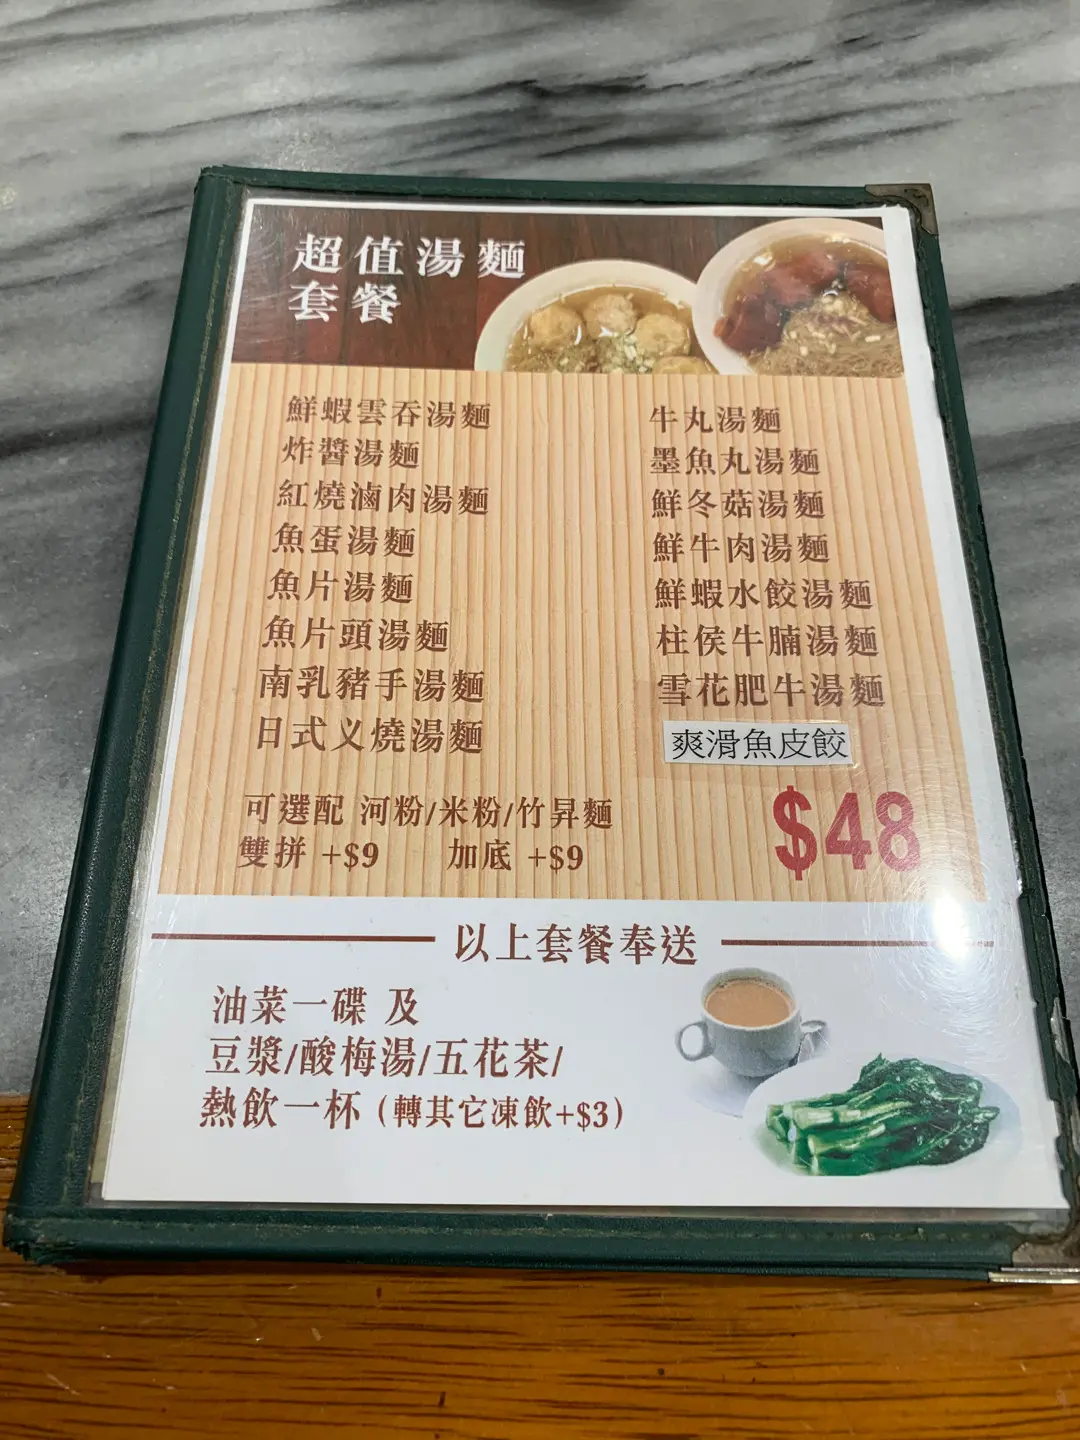 超值湯麵
套餐
鮮蝦雲吞湯麵
炸醬湯麵
紅燒滷肉湯麵
魚蛋湯麵
魚片湯麵
魚片頭湯麵
南乳豬手湯麵
日式义燒湯麵
牛丸湯麵
墨魚丸湯麵
鮮冬菇湯麵
鮮牛肉湯麵
鮮蝦水餃湯麵
柱侯牛腩湯麵
雪花肥牛湯麵
爽滑魚皮餃
可選配 河粉/米粉/竹昇麵
雙拼 +$9 加底 +$9
$48
以上套餐奉送
油菜一碟 及
豆漿/酸梅湯/五花茶/
熱飲一杯（轉其它凍飲+$3）